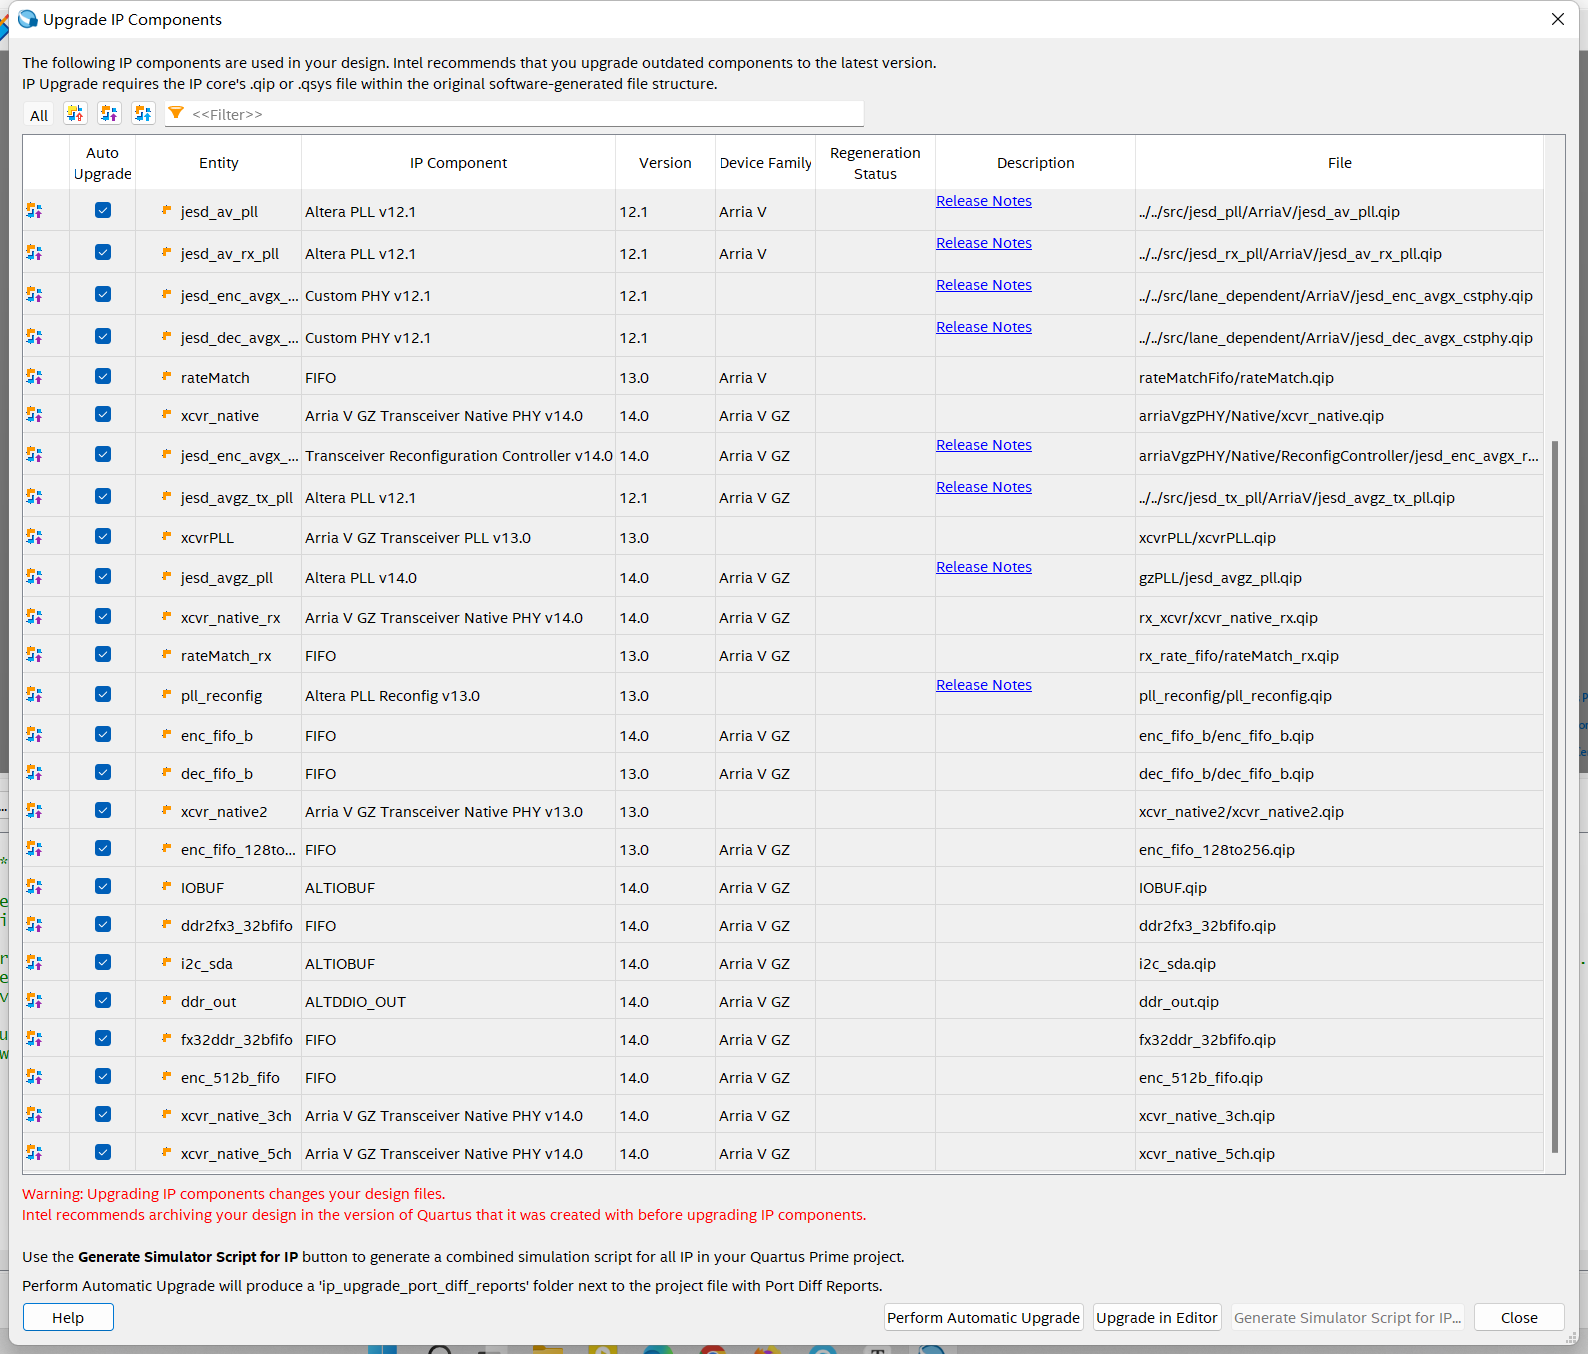 Upgrade IP Components
The following IP components are used in your design. Intel recommends that you upgrade outdated components to the latest version.
IP Upgrade requires the IP core's .qip or .qsys file within the original software-generated file structure.
All <<Filter>>
Auto Upgrade Entity IP Component Version Device Family Regeneration Status Description File
jesd_av_pll Altera PLL v12.1 12.1 Arria V Release Notes ../../src/jesd_pll/ArriaV/jesd_av_pll.qip
jesd_av_rx_pll Altera PLL v12.1 12.1 Arria V Release Notes ../../src/jesd_rx_pll/ArriaV/jesd_av_rx_pll.qip
jesd_enc_avgx_... Custom PHY v12.1 12.1 Release Notes ../../src/lane_dependent/ArriaV/jesd_enc_avgx_cstphy.qip
jesd_dec_avgx_... Custom PHY v12.1 12.1 Release Notes ../../src/lane_dependent/ArriaV/jesd_dec_avgx_cstphy.qip
rateMatch FIFO 13.0 Arria V rateMatchFifo/rateMatch.qip
xcvr_native Arria V GZ Transceiver Native PHY v14.0 14.0 Arria V GZ arriaVgzPHY/Native/xcvr_native.qip
jesd_enc_avgx_... Transceiver Reconfiguration Controller v14.0 14.0 Arria V GZ Release Notes arriaVgzPHY/Native/ReconfigController/jesd_enc_avgx_r...
jesd_avgz_tx_pll Altera PLL v12.1 12.1 Arria V GZ Release Notes ../../src/jesd_tx_pll/ArriaV/jesd_avgz_tx_pll.qip
xcvrPLL Arria V GZ Transceiver PLL v13.0 13.0 xcvrPLL/xcvrPLL.qip
jesd_avgz_pll Altera PLL v14.0 14.0 Arria V GZ Release Notes gzPLL/jesd_avgz_pll.qip
xcvr_native_rx Arria V GZ Transceiver Native PHY v14.0 14.0 Arria V GZ rx_xcvr/xcvr_native_rx.qip
rateMatch_rx FIFO 13.0 Arria V GZ rx_rate_fifo/rateMatch_rx.qip
pll_reconfig Altera PLL Reconfig v13.0 13.0 Release Notes pll_reconfig/pll_reconfig.qip
enc_fifo_b FIFO 14.0 Arria V GZ enc_fifo_b/enc_fifo_b.qip
dec_fifo_b FIFO 13.0 Arria V GZ dec_fifo_b/dec_fifo_b.qip
xcvr_native2 Arria V GZ Transceiver Native PHY v13.0 13.0 xcvr_native2/xcvr_native2.qip
enc_fifo_128to... FIFO 13.0 Arria V GZ enc_fifo_128to256.qip
IOBUF ALTIOBUF 14.0 Arria V GZ IOBUF.qip
ddr2fx3_32bfifo FIFO 14.0 Arria V GZ ddr2fx3_32bfifo.qip
i2c_sda ALTIOBUF 14.0 Arria V GZ i2c_sda.qip
ddr_out ALTDDIO_OUT 14.0 Arria V GZ ddr_out.qip
fx32ddr_32bfifo FIFO 14.0 Arria V GZ fx32ddr_32bfifo.qip
enc_512b_fifo FIFO 14.0 Arria V GZ enc_512b_fifo.qip
xcvr_native_3ch Arria V GZ Transceiver Native PHY v14.0 14.0 Arria V GZ xcvr_native_3ch.qip
xcvr_native_5ch Arria V GZ Transceiver Native PHY v14.0 14.0 Arria V GZ xcvr_native_5ch.qip
Warning: Upgrading IP components changes your design files.
Intel recommends archiving your design in the version of Quartus that it was created with before upgrading IP components.
Use the Generate Simulator Script for IP button to generate a combined simulation script for all IP in your Quartus Prime project.
Perform Automatic Upgrade will produce a 'ip_upgrade_port_diff_reports' folder next to the project file with Port Diff Reports.
Help Perform Automatic Upgrade Upgrade in Editor Generate Simulator Script for IP... Close